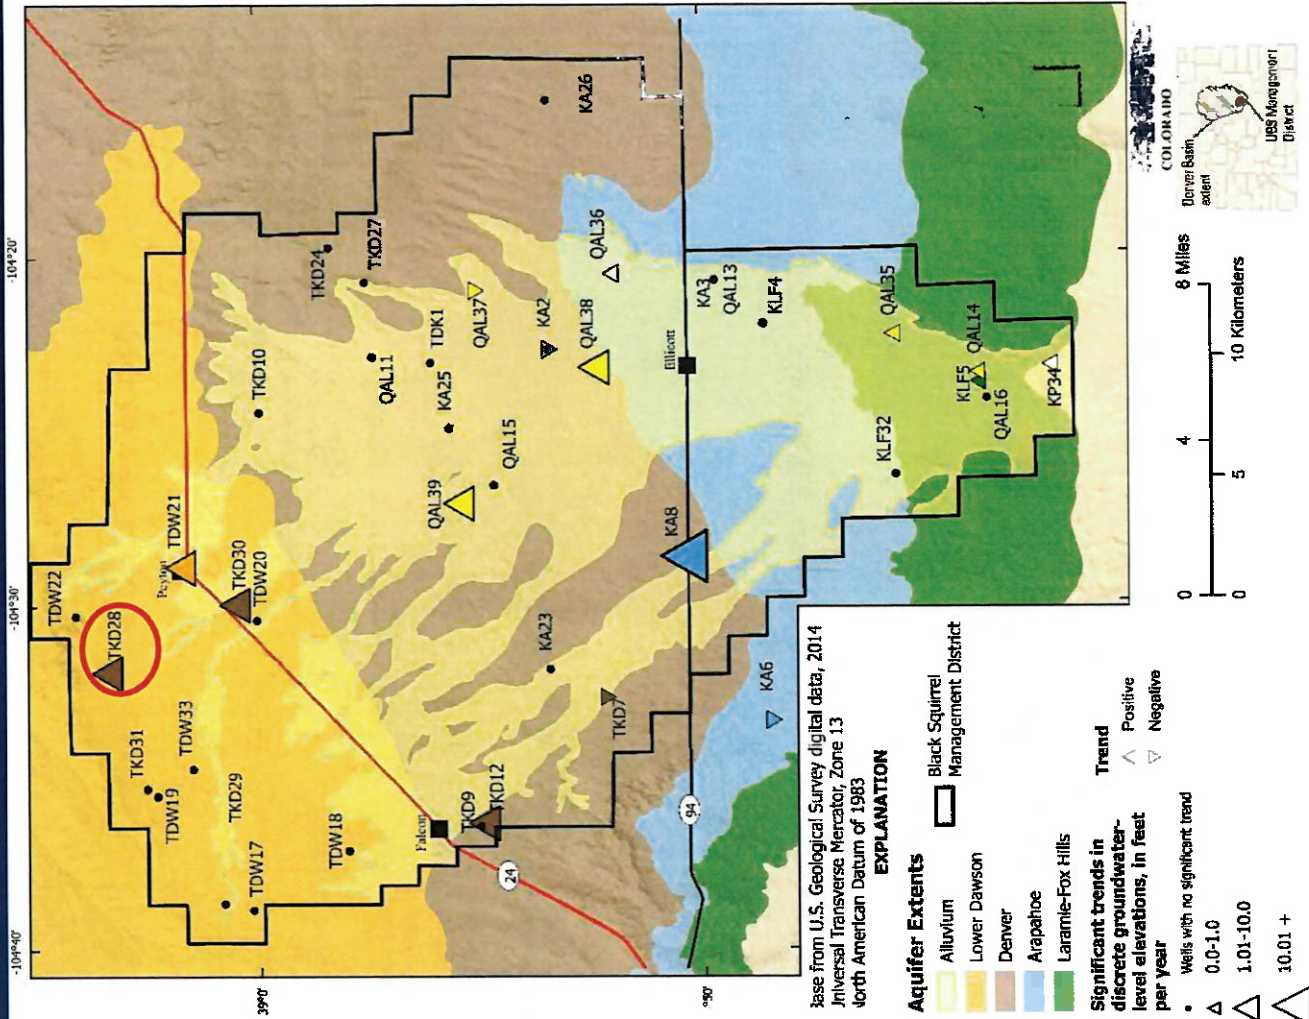 -104°40'
-104°30'
-104°20'
39°0'
°50'
TDW22
TKD28
TDW21
Peyton
TKD30
TDW20
TKD31
TDW19
TDW33
TKD29
TDW17
TDW18
Falcon
TKD9
TKD12
24
TKD10
TKD24
TKD27
QAL11
TDK1
KA25
QAL37
QAL15
QAL39
KA2
QAL38
QAL36
KA26
KA23
TKD7
KA8
KA6
94
Ellicott
KA3
QAL13
KLF4
QAL35
KLF32
KLF5
QAL14
QAL16
KP34
Base from U.S. Geological Survey digital data, 2014
Universal Transverse Mercator, Zone 13
North American Datum of 1983
EXPLANATION
Aquifer Extents
Alluvium
Lower Dawson
Denver
Arapahoe
Laramie-Fox Hills
Black Squirrel
Management District
Significant trends in
discrete groundwater-
level elevations, in feet
per year
Wells with no significant trend
0.0-1.0
1.01-10.0
10.01 +
Trend
Positive
Negative
0 4 8 Miles
0 5 10 Kilometers
COLORADO
Denver Basin
extent
UBS Management
District